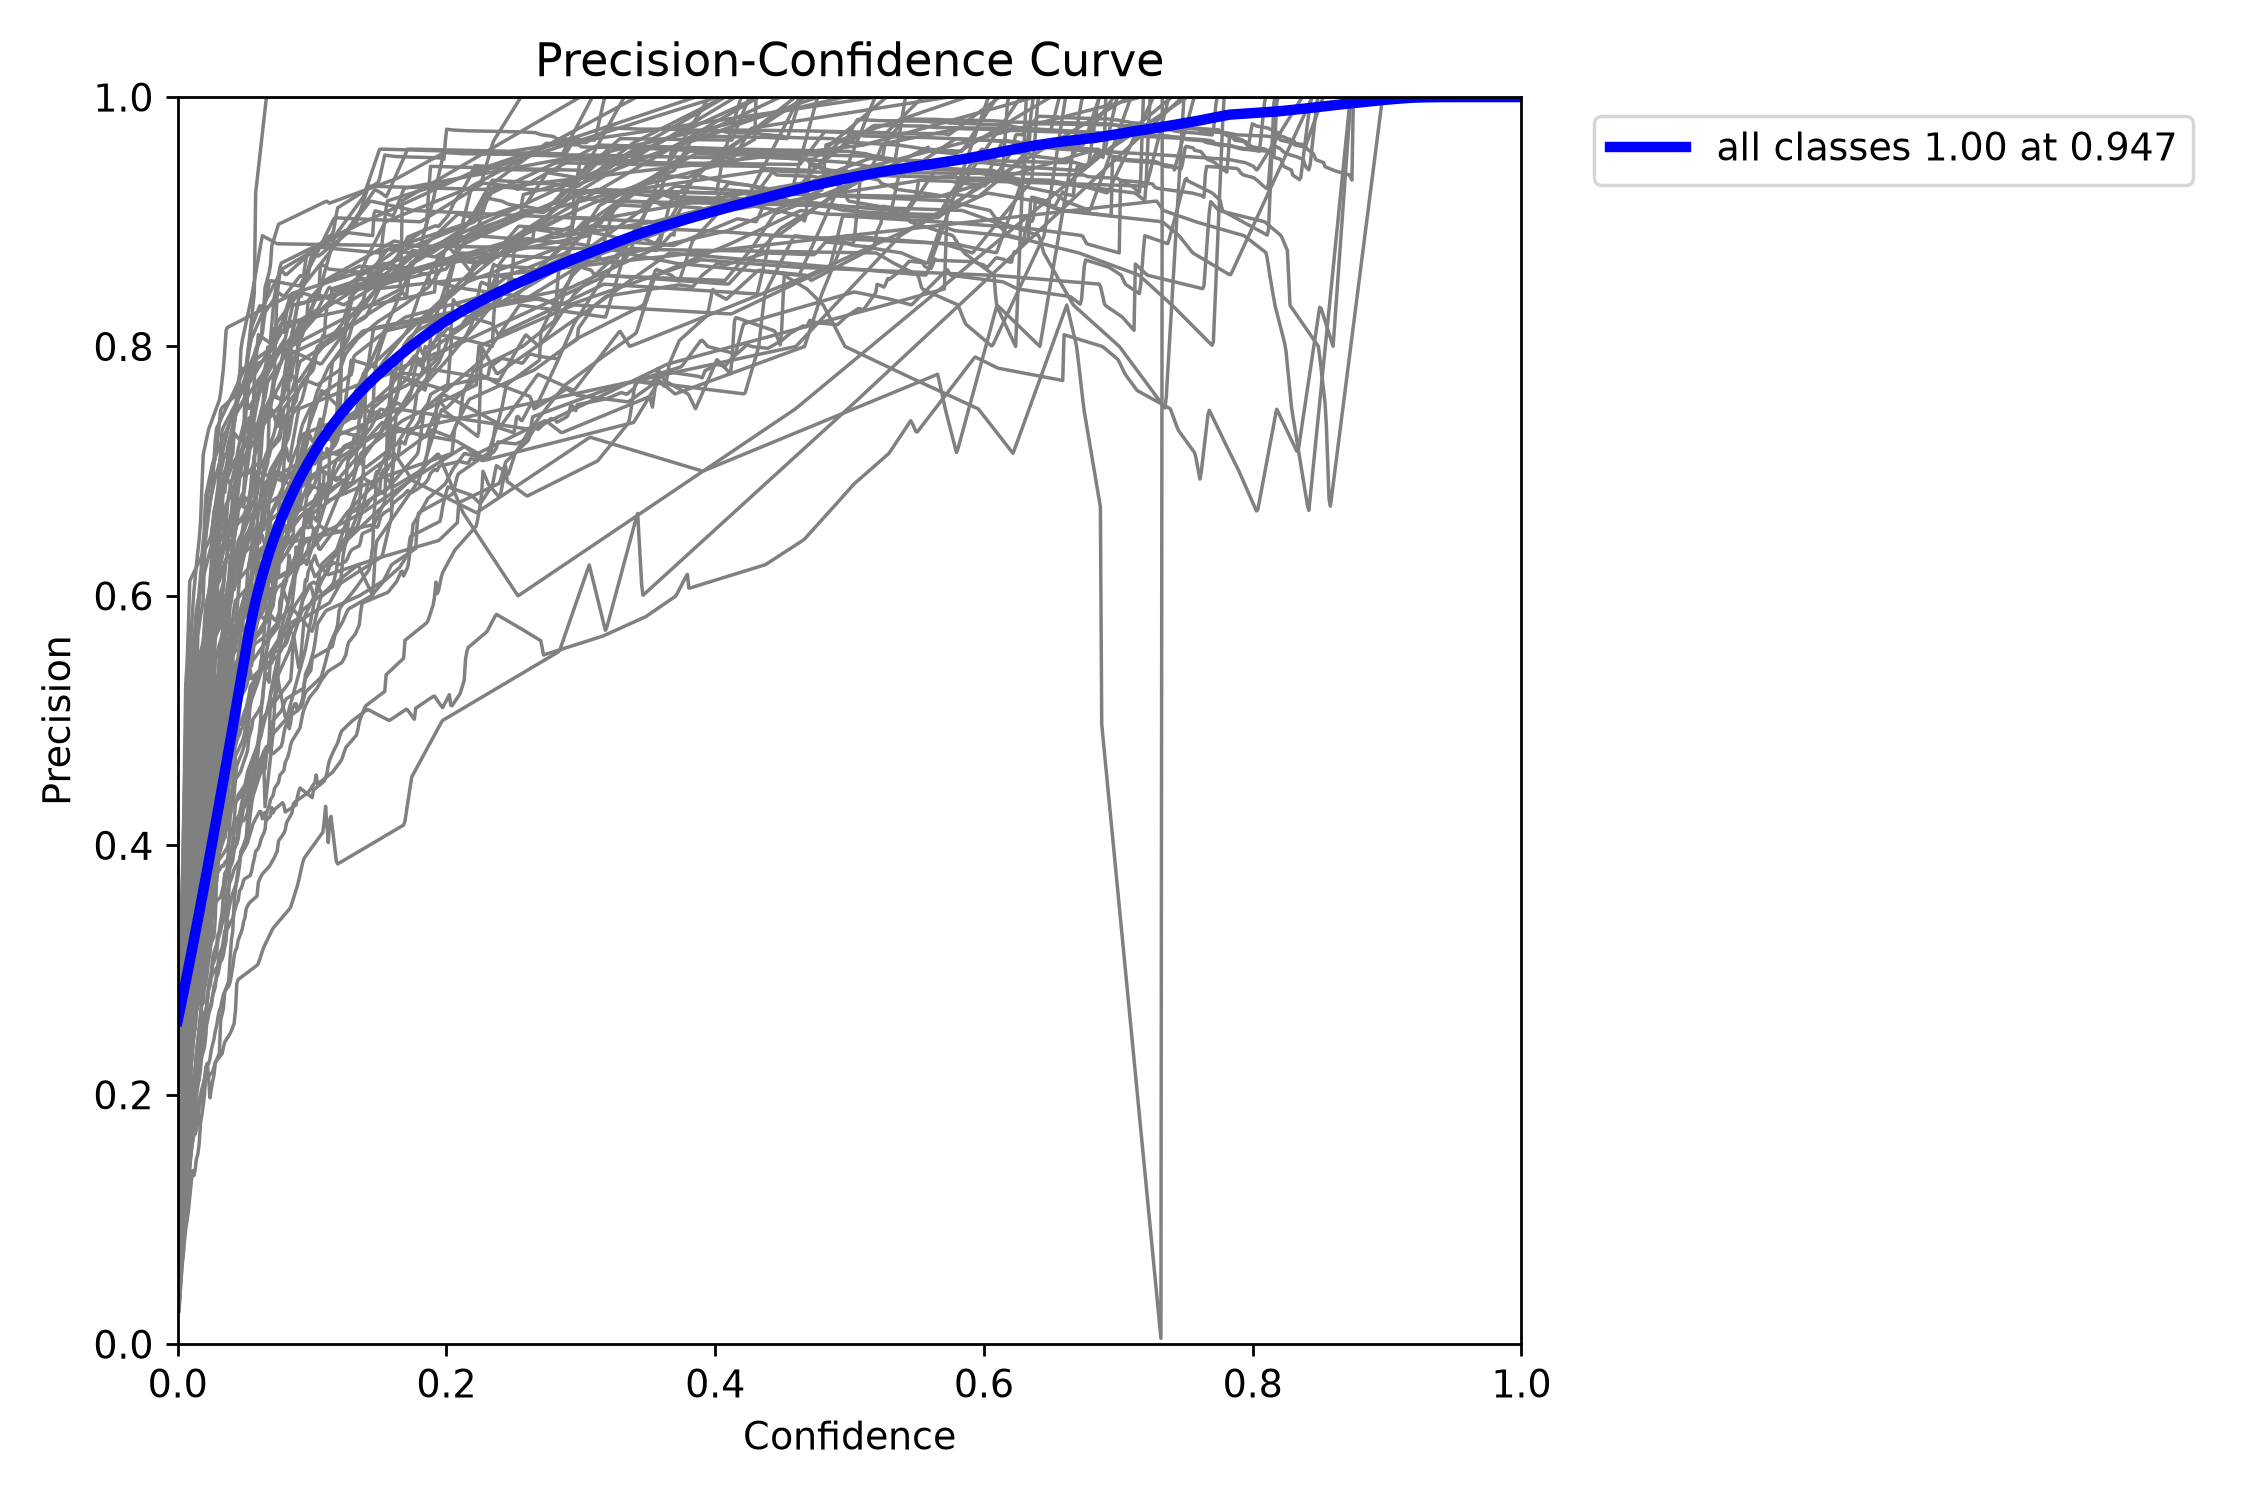 Precision-Confidence Curve
all classes 1.00 at 0.947
Precision
1.0
0.8
0.6
0.4
0.2
0.0
0.0 0.2 0.4 0.6 0.8 1.0
Confidence